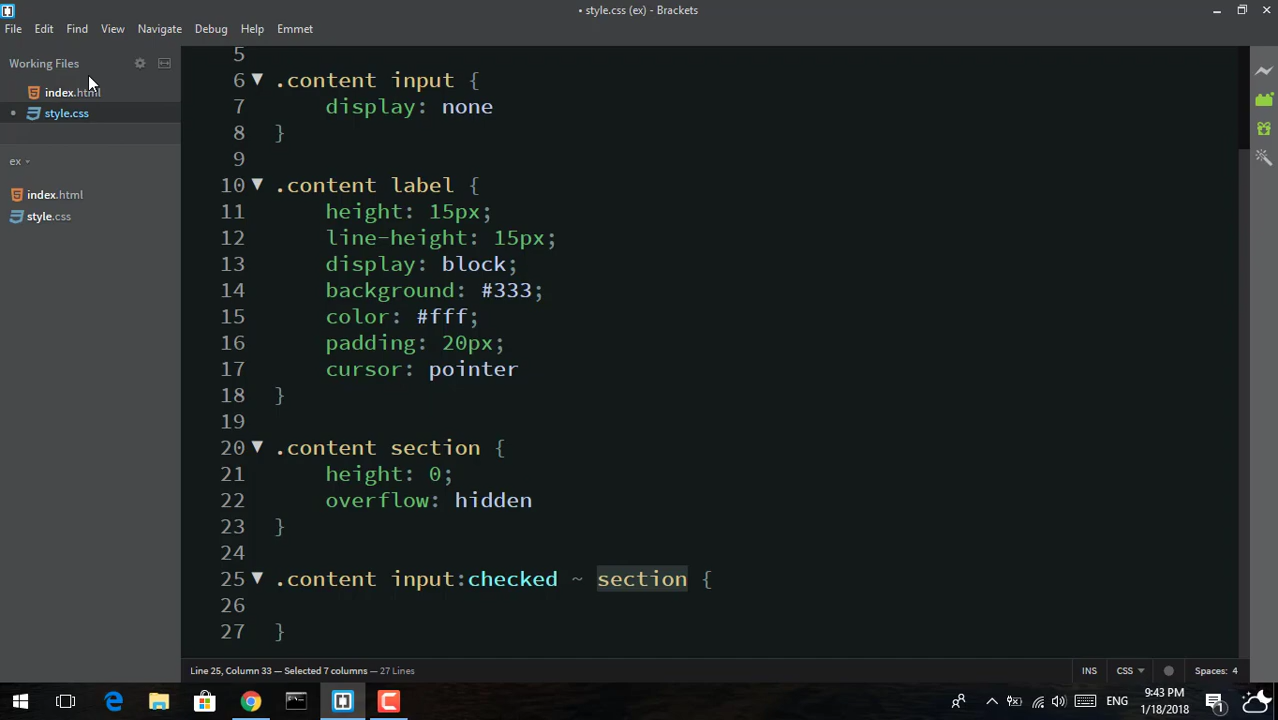 • style.css (ex) - Brackets
File Edit Find View Navigate Debug Help Emmet
Working Files
index.html
style.css
ex
index.html
style.css
5
6 .content input {
7 display: none
8 }
9
10 .content label {
11 height: 15px;
12 line-height: 15px;
13 display: block;
14 background: #333;
15 color: #fff;
16 padding: 20px;
17 cursor: pointer
18 }
19
20 .content section {
21 height: 0;
22 overflow: hidden
23 }
24
25 .content input:checked ~ section {
26
27 }
Line 25, Column 33 — Selected 7 columns — 27 Lines
INS CSS Spaces: 4
ENG
9:43 PM
1/18/2018
1